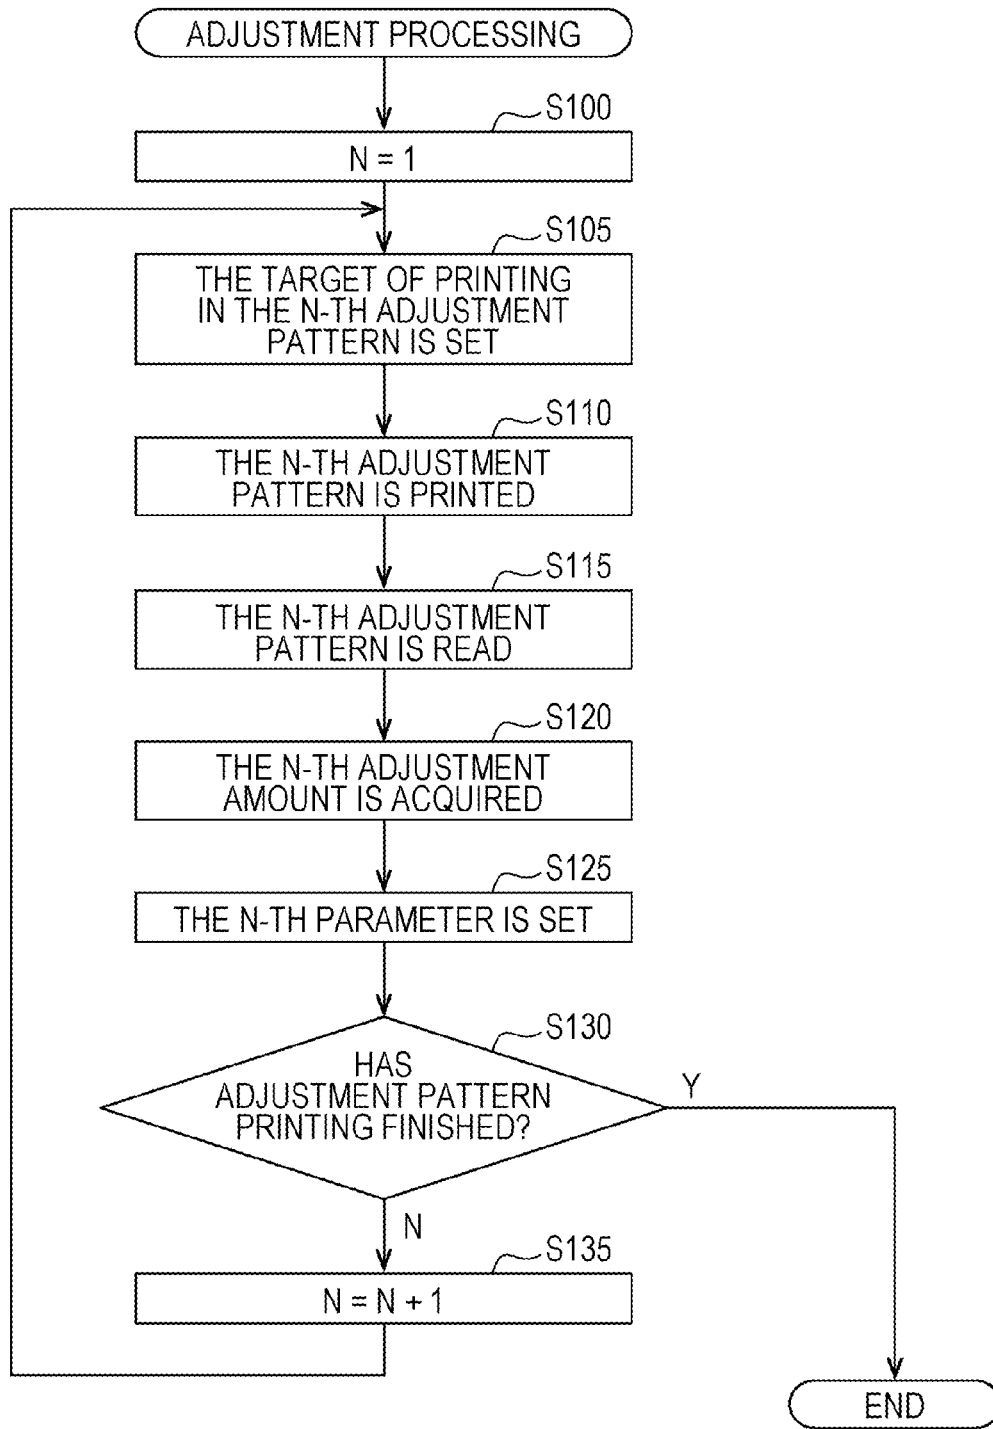 ADJUSTMENT PROCESSING
S100
N = 1
S105
THE TARGET OF PRINTING
IN THE N-TH ADJUSTMENT
PATTERN IS SET
S110
THE N-TH ADJUSTMENT
PATTERN IS PRINTED
S115
THE N-TH ADJUSTMENT
PATTERN IS READ
S120
THE N-TH ADJUSTMENT
AMOUNT IS ACQUIRED
S125
THE N-TH PARAMETER IS SET
S130
HAS
ADJUSTMENT PATTERN
PRINTING FINISHED?
Y
N
S135
N = N + 1
END